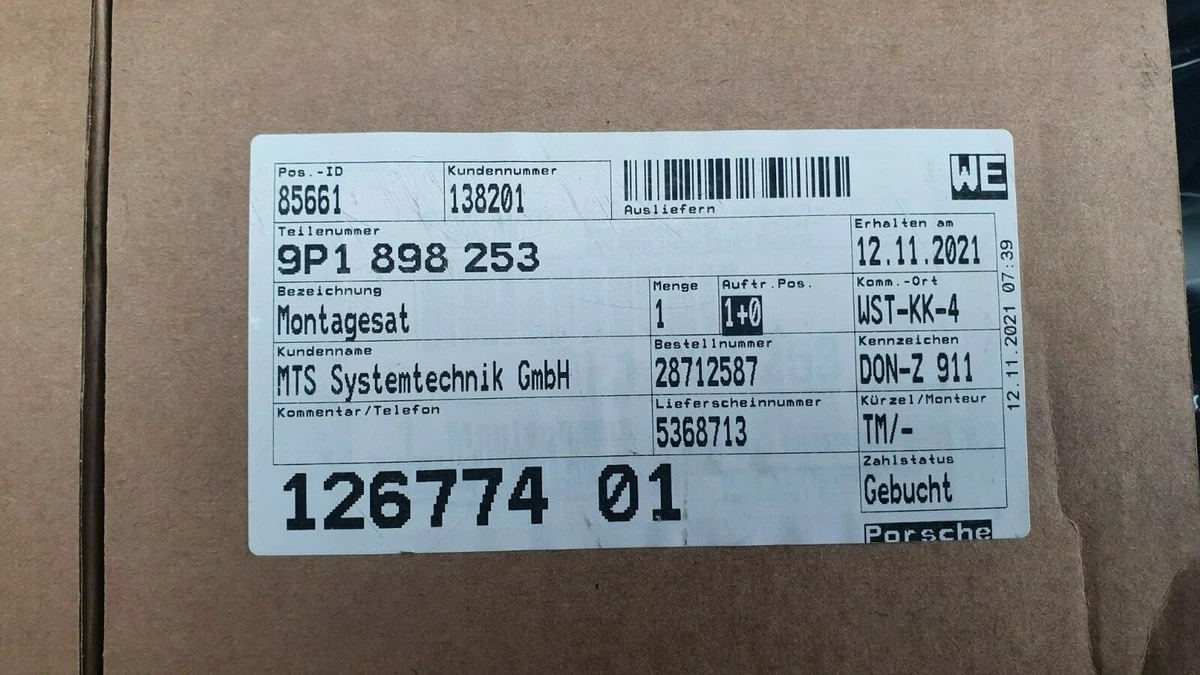 Pos.-ID
85661
Kundennummer
138201
Ausliefern
WE
Teilenummer
9P1 898 253
Erhalten am
12.11.2021
Bezeichnung
Montagesat
Menge
1
Auftr.Pos.
1+0
Komm.-Ort
WST-KK-4
Kundenname
MTS Systemtechnik GmbH
Bestellnummer
28712587
Kennzeichen
DON-Z 911
Kommentar/Telefon
Lieferscheinnummer
5368713
Kürzel/Monteur
TM/-
126774 01
Zahlstatus
Gebucht
Porsche
12.11.2021 07:39